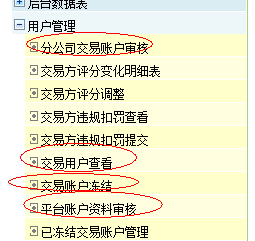 后台数据表
用户管理
分公司交易账户审核
交易方评分变化明细表
交易方评分调整
交易方违规扣罚查看
交易方违规扣罚提交
交易用户查看
交易账户冻结
平台账户资料审核
已冻结交易账户管理